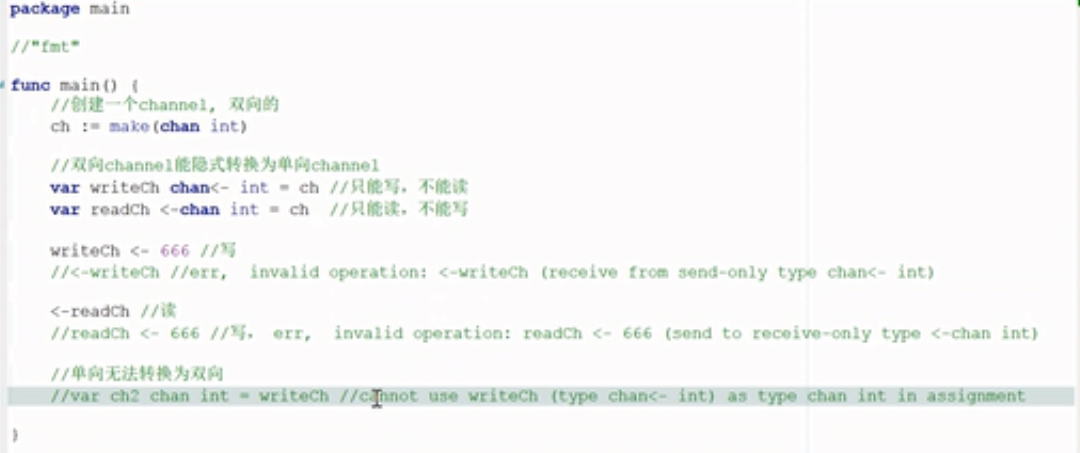 package main
//"fmt"
func main() {
//创建一个channel, 双向的
ch := make(chan int)
//双向channel能隐式转换为单向channel
var writeCh chan<- int = ch //只能写，不能读
var readCh <-chan int = ch //只能读，不能写
writeCh <- 666 //写
//<-writeCh //err, invalid operation: <-writeCh (receive from send-only type chan<- int)
<-readCh //读
//readCh <- 666 //写， err, invalid operation: readCh <- 666 (send to receive-only type <-chan int)
//单向无法转换为双向
//var ch2 chan int = writeCh //cannot use writeCh (type chan<- int) as type chan int in assignment
}